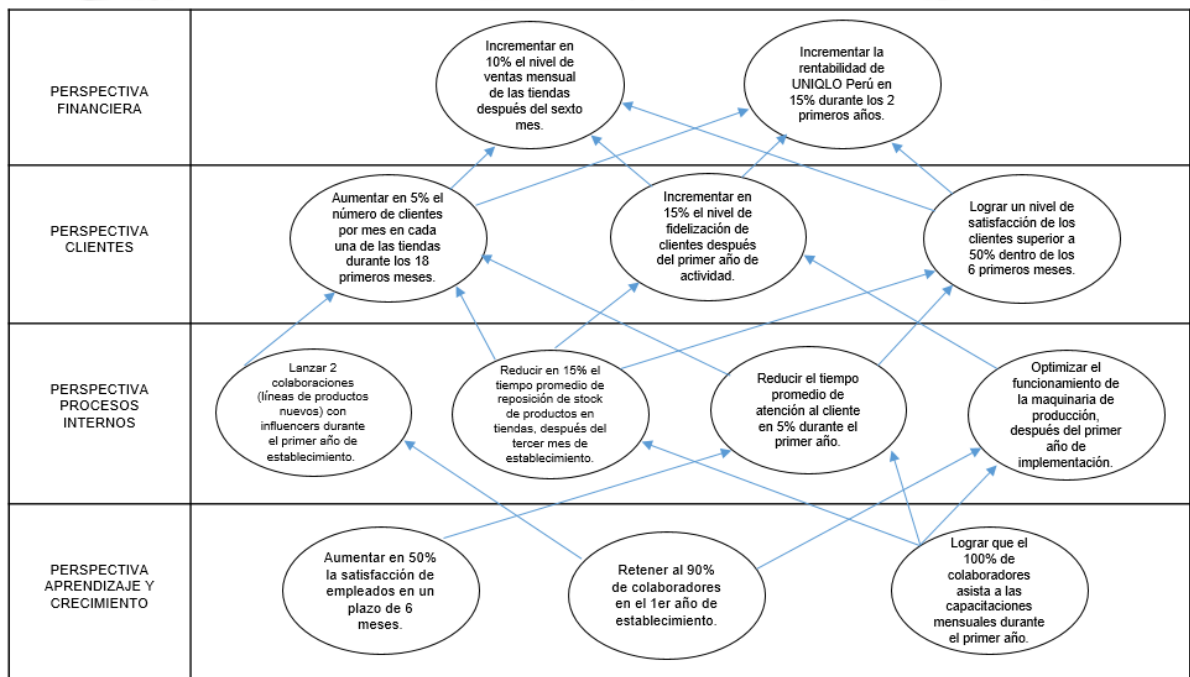 PERSPECTIVA
FINANCIERA
Incrementar en
10% el nivel de
ventas mensual
de las tiendas
después del sexto
mes.
Incrementar la
rentabilidad de
UNIQLO Perú en
15% durante los 2
primeros años.
PERSPECTIVA
CLIENTES
Aumentar en 5% el
número de clientes
por mes en cada
una de las tiendas
durante los 18
primeros meses.
Incrementar en
15% el nivel de
fidelización de
clientes después
del primer año de
actividad.
Lograr un nivel de
satisfacción de los
clientes superior a
50% dentro de los
6 primeros meses.
PERSPECTIVA
PROCESOS
INTERNOS
Lanzar 2
colaboraciones
(líneas de productos
nuevos) con
influencers durante
el primer año de
establecimiento.
Reducir en 15% el
tiempo promedio de
reposición de stock
de productos en
tiendas, después del
tercer mes de
establecimiento.
Reducir el tiempo
promedio de
atención al cliente
en 5% durante el
primer año.
Optimizar el
funcionamiento de
la maquinaria de
producción,
después del primer
año de
implementación.
PERSPECTIVA
APRENDIZAJE Y
CRECIMIENTO
Aumentar en 50%
la satisfacción de
empleados en un
plazo de 6
meses.
Retener al 90%
de colaboradores
en el 1er año de
establecimiento.
Lograr que el
100% de
colaboradores
asista a las
capacitaciones
mensuales durante
el primer año.